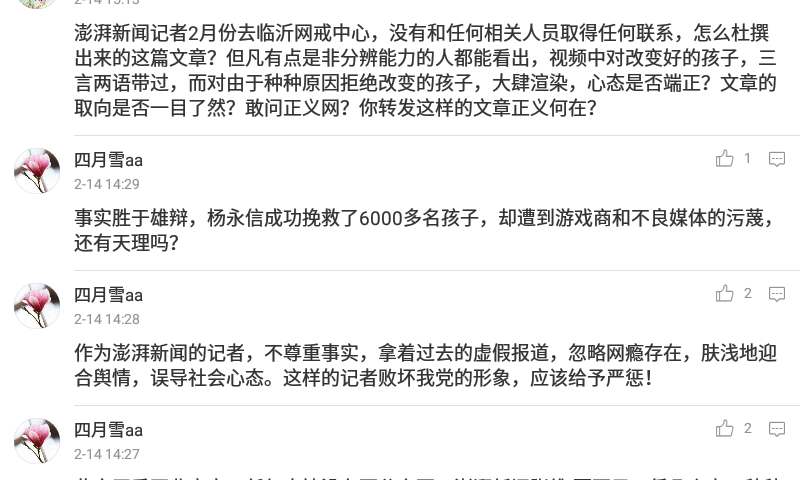 澎湃新闻记者2月份去临沂网戒中心，没有和任何相关人员取得任何联系，怎么杜撰
出来的这篇文章？但凡有点是非分辨能力的人都能看出，视频中对改变好的孩子，三
言两语带过，而对由于种种原因拒绝改变的孩子，大肆渲染，心态是否端正？文章的
取向是否一目了然？敢问正义网？你转发这样的文章正义何在？
四月雪aa
1
2-14 14:29
事实胜于雄辩，杨永信成功挽救了6000多名孩子，却遭到游戏商和不良媒体的污蔑，
还有天理吗？
四月雪aa
2
2-14 14:28
作为澎湃新闻的记者，不尊重事实，拿着过去的虚假报道，忽略网瘾存在，肤浅地迎
合舆情，误导社会心态。这样的记者败坏我党的形象，应该给予严惩！
四月雪aa
2
2-14 14:27